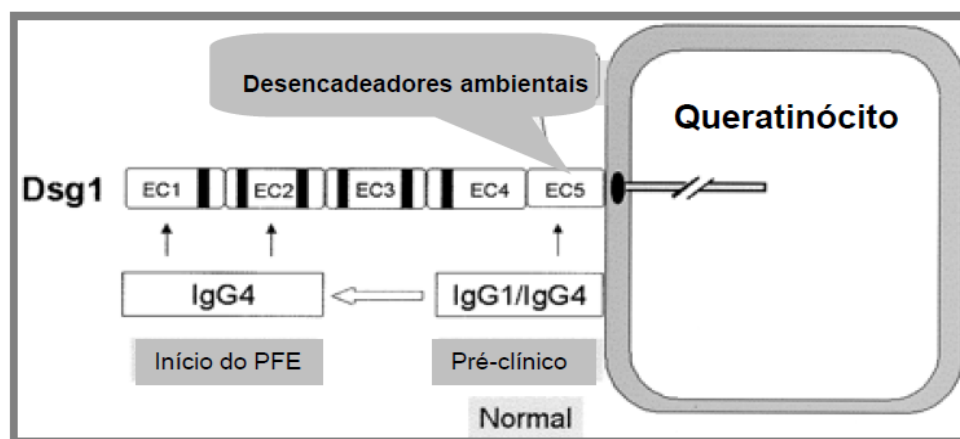 Desencadeadores ambientais
Queratinócito
Dsg1
EC1
EC2
EC3
EC4
EC5
IgG4
IgG1/IgG4
Início do PFE
Pré-clínico
Normal